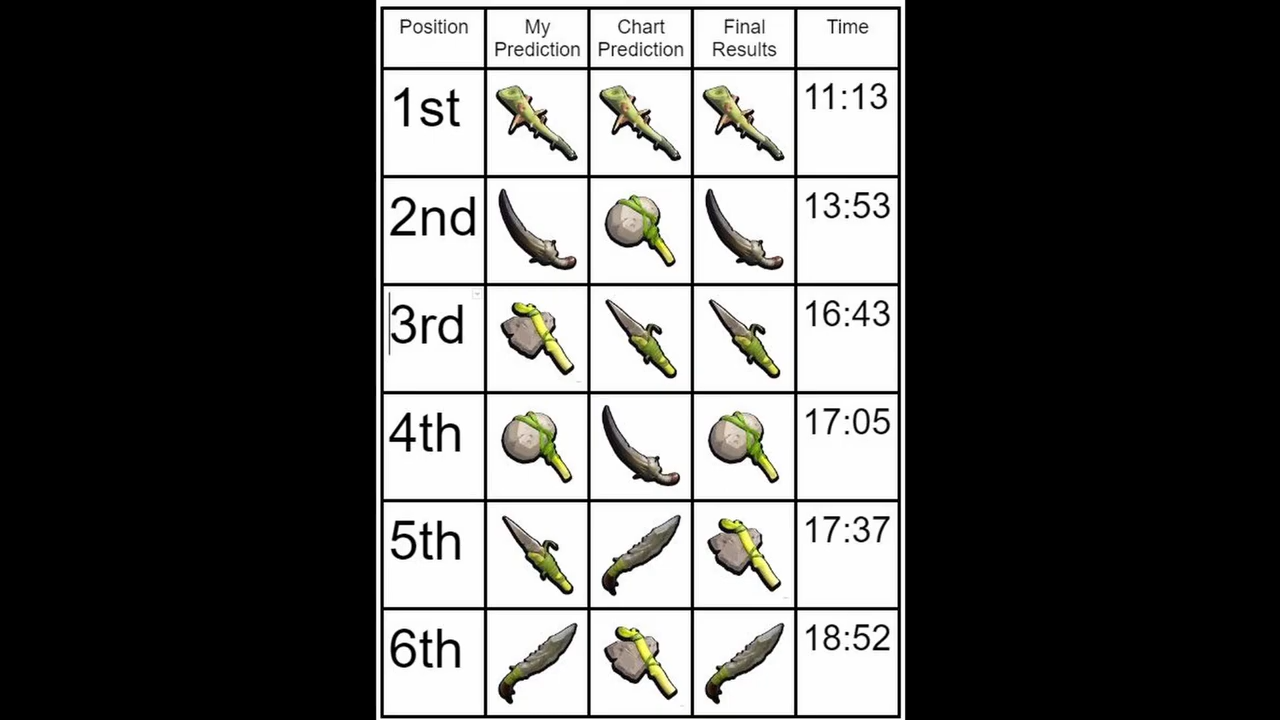 Position
My
Prediction
Chart
Prediction
Final
Results
Time
1st
11:13
2nd
13:53
3rd
16:43
4th
17:05
5th
17:37
6th
18:52